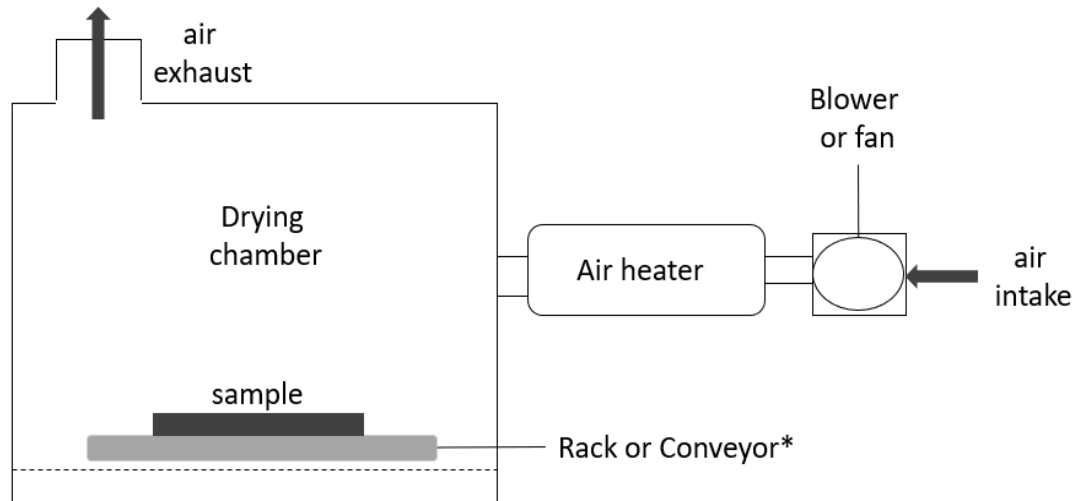 air
exhaust
Blower
or fan
Drying
chamber
Air heater
air
intake
sample
Rack or Conveyor*